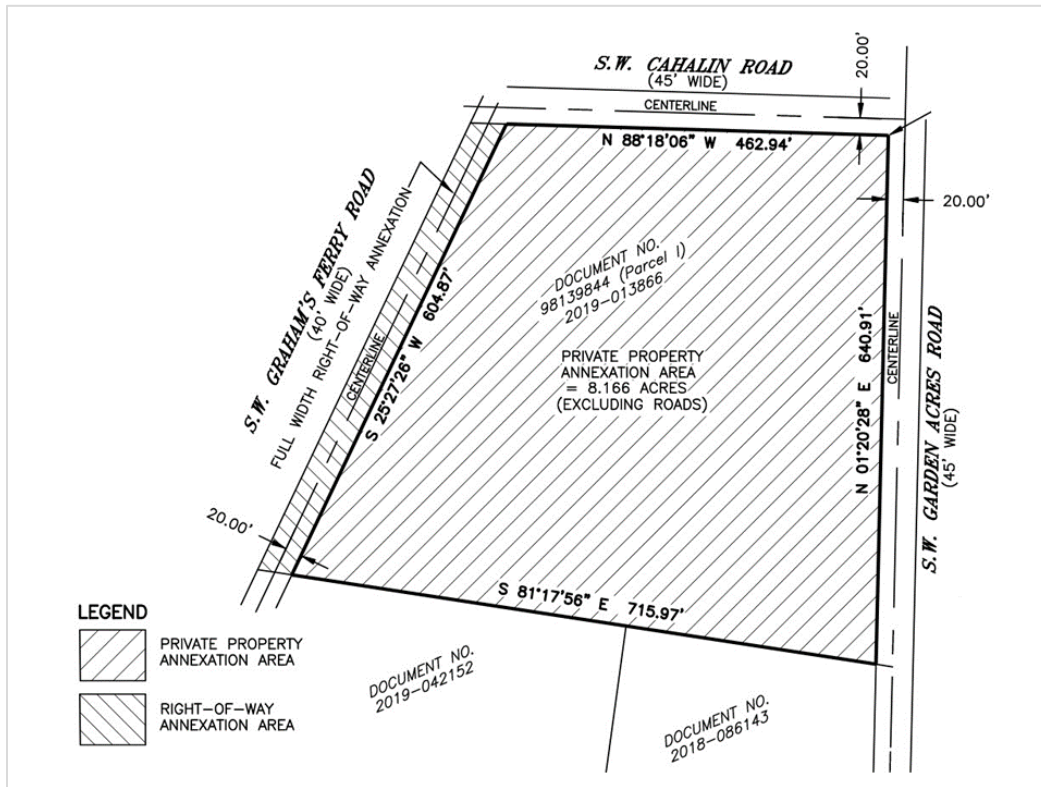 S.W. CAHALIN ROAD
(45' WIDE)
CENTERLINE
20.00'
N 88°18'06" W 462.94'
20.00'
S.W. GRAHAM'S FERRY ROAD
(40' WIDE)
FULL WIDTH RIGHT-OF-WAY ANNEXATION
CENTERLINE
S 25°27'26" W 604.87'
DOCUMENT NO.
98139844 (Parcel I)
2019-013866
PRIVATE PROPERTY
ANNEXATION AREA
= 8.166 ACRES
(EXCLUDING ROADS)
N 01°20'28" E 640.91'
CENTERLINE
S.W. GARDEN ACRES ROAD
(45' WIDE)
20.00'
S 81°17'56" E 715.97'
LEGEND
PRIVATE PROPERTY
ANNEXATION AREA
RIGHT-OF-WAY
ANNEXATION AREA
DOCUMENT NO.
2019-042152
DOCUMENT NO.
2018-086143